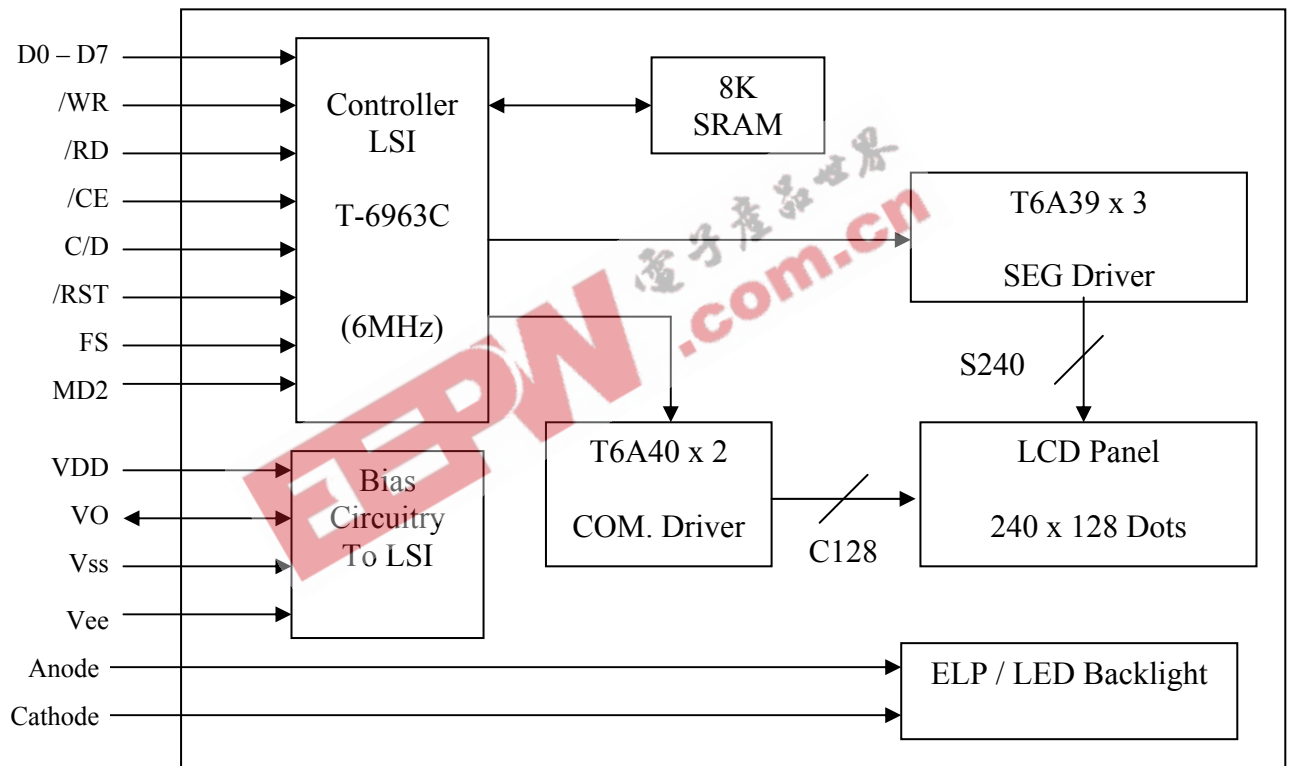 D0 – D7
/WR
/RD
/CE
C/D
/RST
FS
MD2
VDD
VO
Vss
Vee
Anode
Cathode
Controller
LSI
T-6963C
(6MHz)
8K
SRAM
T6A39 x 3
SEG Driver
S240
T6A40 x 2
COM. Driver
C128
LCD Panel
240 x 128 Dots
Bias
Circuitry
To LSI
ELP / LED Backlight
EEPW
.com.cn
電子產品世界